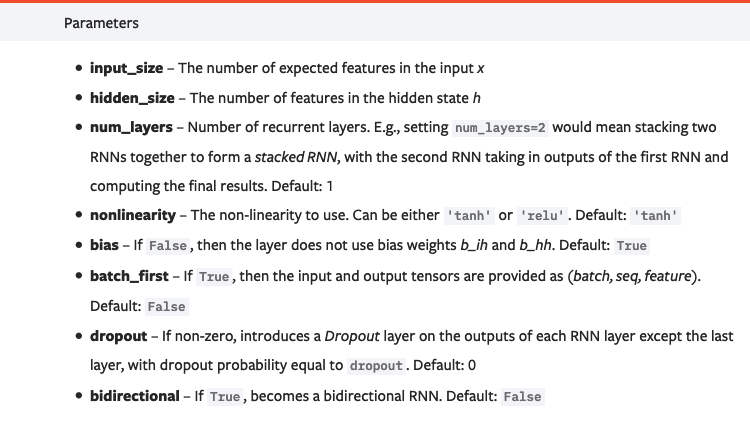 Parameters
• input_size – The number of expected features in the input x
• hidden_size – The number of features in the hidden state h
• num_layers – Number of recurrent layers. E.g., setting num_layers=2 would mean stacking two
RNNs together to form a stacked RNN, with the second RNN taking in outputs of the first RNN and
computing the final results. Default: 1
• nonlinearity – The non-linearity to use. Can be either 'tanh' or 'relu'. Default: 'tanh'
• bias – If False, then the layer does not use bias weights b_ih and b_hh. Default: True
• batch_first – If True, then the input and output tensors are provided as (batch, seq, feature).
Default: False
• dropout – If non-zero, introduces a Dropout layer on the outputs of each RNN layer except the last
layer, with dropout probability equal to dropout. Default: 0
• bidirectional – If True, becomes a bidirectional RNN. Default: False